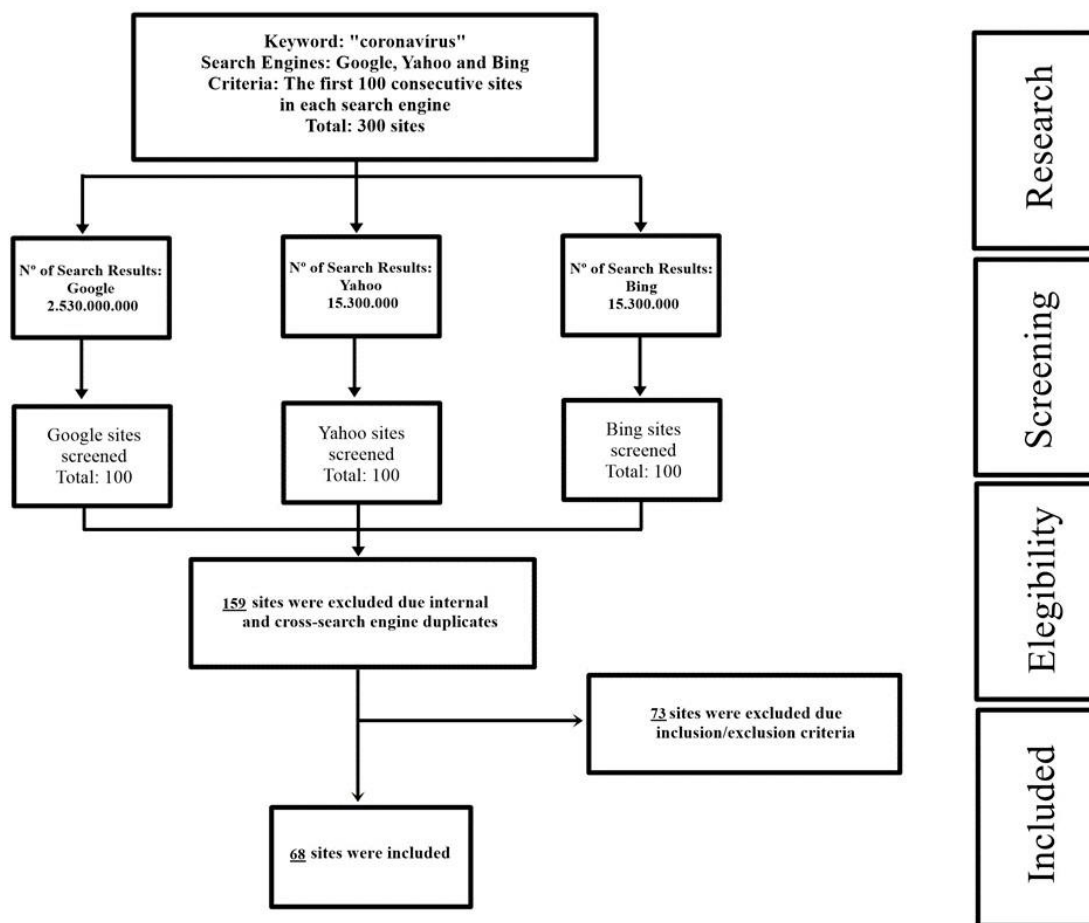 Keyword: "coronavírus"
Search Engines: Google, Yahoo and Bing
Criteria: The first 100 consecutive sites
in each search engine
Total: 300 sites
Nº of Search Results:
Google
2.530.000.000
Nº of Search Results:
Yahoo
15.300.000
Nº of Search Results:
Bing
15.300.000
Google sites
screened
Total: 100
Yahoo sites
screened
Total: 100
Bing sites
screened
Total: 100
159 sites were excluded due internal
and cross-search engine duplicates
73 sites were excluded due
inclusion/exclusion criteria
68 sites were included
Research
Screening
Elegibility
Included